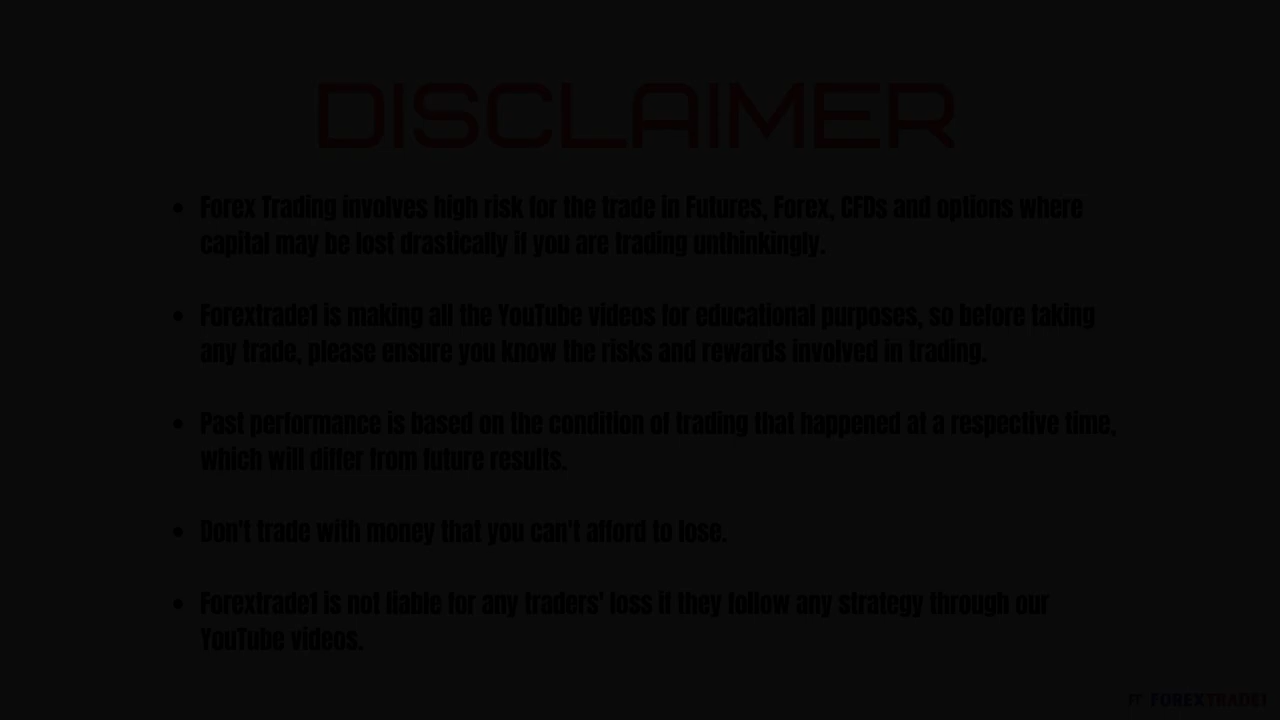 DISCLAIMER
• Forex Trading involves high risk for the trade in Futures, Forex, CFDs and options where
capital may be lost drastically if you are trading unthinkingly.
• Forextrade1 is making all the YouTube videos for educational purposes, so before taking
any trade, please ensure you know the risks and rewards involved in trading.
• Past performance is based on the condition of trading that happened at a respective time,
which will differ from future results.
• Don't trade with money that you can't afford to lose.
• Forextrade1 is not liable for any traders' loss if they follow any strategy through our
YouTube videos.
FOREXTRADE1